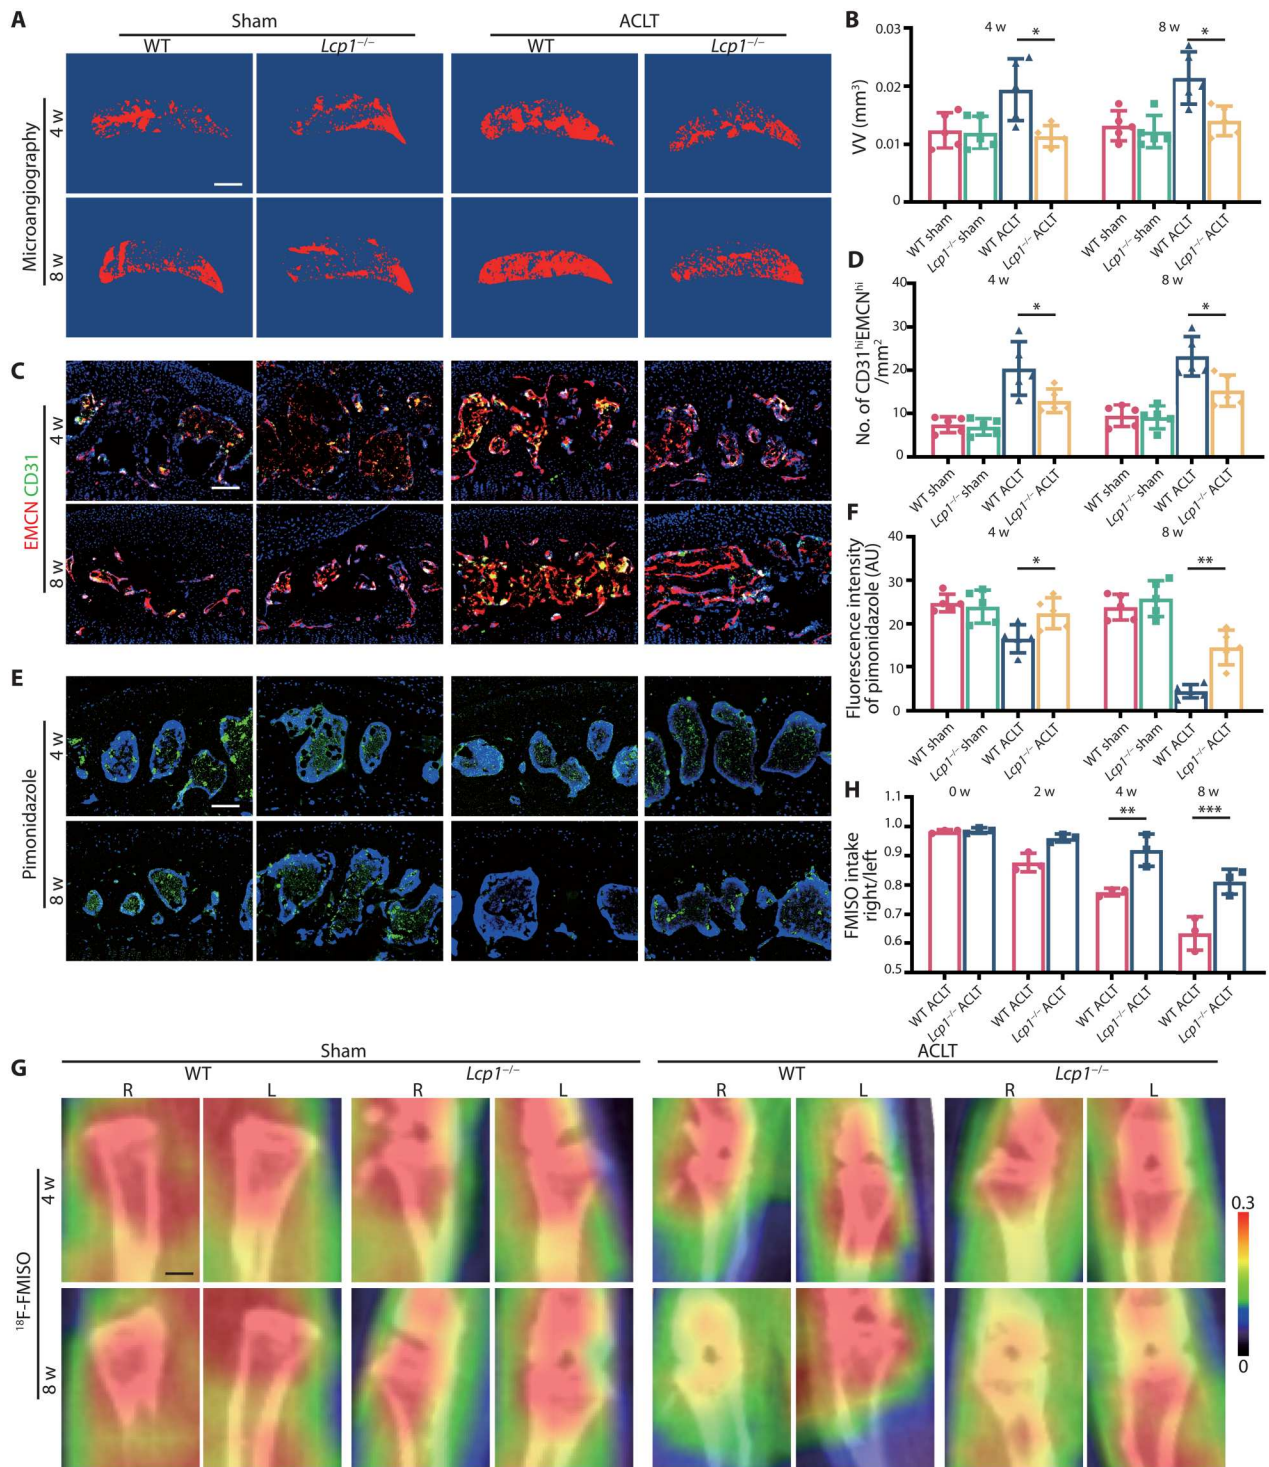 A
Sham
ACLT
WT
Lcp1–/–
WT
Lcp1–/–
Microangiography
4 w
8 w
B
VV (mm3)
0.03
0.02
0.01
0
4 w
8 w
*
*
WT sham
Lcp1–/– sham
WT ACLT
Lcp1–/– ACLT
WT sham
Lcp1–/– sham
WT ACLT
Lcp1–/– ACLT
C
EMCN CD31
4 w
8 w
D
No. of CD31hiEMCNhi
/mm2
40
30
20
10
0
4 w
8 w
*
*
WT sham
Lcp1–/– sham
WT ACLT
Lcp1–/– ACLT
WT sham
Lcp1–/– sham
WT ACLT
Lcp1–/– ACLT
E
Pimonidazole
4 w
8 w
F
Fluorescence intensity
of pimonidazole (AU)
40
30
20
10
0
4 w
8 w
*
**
WT sham
Lcp1–/– sham
WT ACLT
Lcp1–/– ACLT
WT sham
Lcp1–/– sham
WT ACLT
Lcp1–/– ACLT
H
FMISO intake
right/left
1.1
1.0
0.9
0.8
0.7
0.6
0.5
0 w
2 w
4 w
8 w
**
***
WT ACLT
Lcp1–/– ACLT
WT ACLT
Lcp1–/– ACLT
WT ACLT
Lcp1–/– ACLT
WT ACLT
Lcp1–/– ACLT
G
Sham
ACLT
WT
Lcp1–/–
WT
Lcp1–/–
R
L
R
L
R
L
R
L
18F-FMISO
4 w
8 w
0.3
0